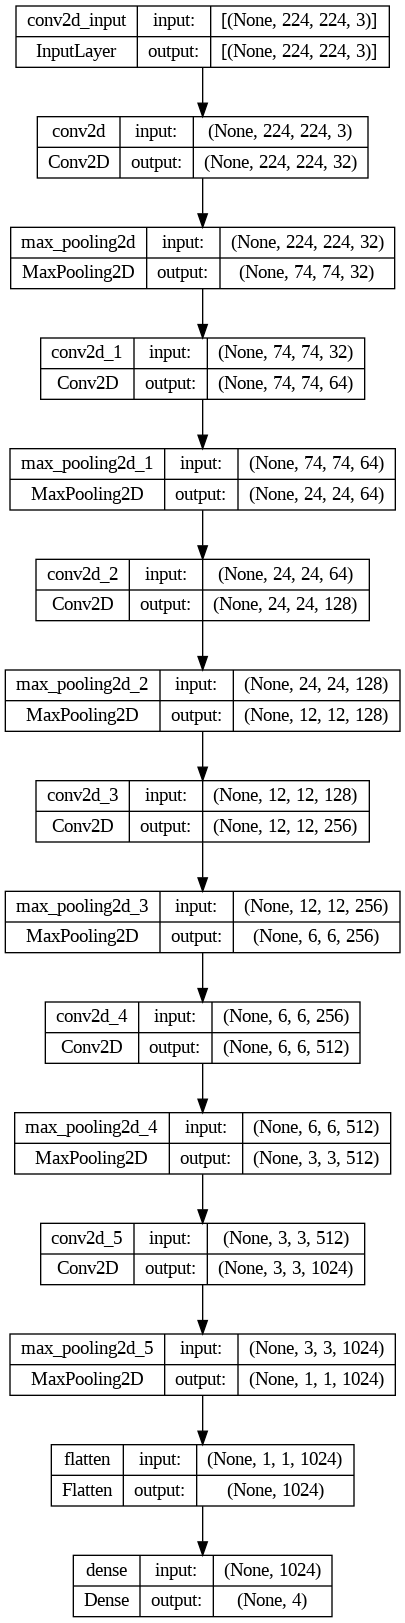 conv2d_input input: [(None, 224, 224, 3)]
InputLayer output: [(None, 224, 224, 3)]
conv2d input: (None, 224, 224, 3)
Conv2D output: (None, 224, 224, 32)
max_pooling2d input: (None, 224, 224, 32)
MaxPooling2D output: (None, 74, 74, 32)
conv2d_1 input: (None, 74, 74, 32)
Conv2D output: (None, 74, 74, 64)
max_pooling2d_1 input: (None, 74, 74, 64)
MaxPooling2D output: (None, 24, 24, 64)
conv2d_2 input: (None, 24, 24, 64)
Conv2D output: (None, 24, 24, 128)
max_pooling2d_2 input: (None, 24, 24, 128)
MaxPooling2D output: (None, 12, 12, 128)
conv2d_3 input: (None, 12, 12, 128)
Conv2D output: (None, 12, 12, 256)
max_pooling2d_3 input: (None, 12, 12, 256)
MaxPooling2D output: (None, 6, 6, 256)
conv2d_4 input: (None, 6, 6, 256)
Conv2D output: (None, 6, 6, 512)
max_pooling2d_4 input: (None, 6, 6, 512)
MaxPooling2D output: (None, 3, 3, 512)
conv2d_5 input: (None, 3, 3, 512)
Conv2D output: (None, 3, 3, 1024)
max_pooling2d_5 input: (None, 3, 3, 1024)
MaxPooling2D output: (None, 1, 1, 1024)
flatten input: (None, 1, 1, 1024)
Flatten output: (None, 1024)
dense input: (None, 1024)
Dense output: (None, 4)